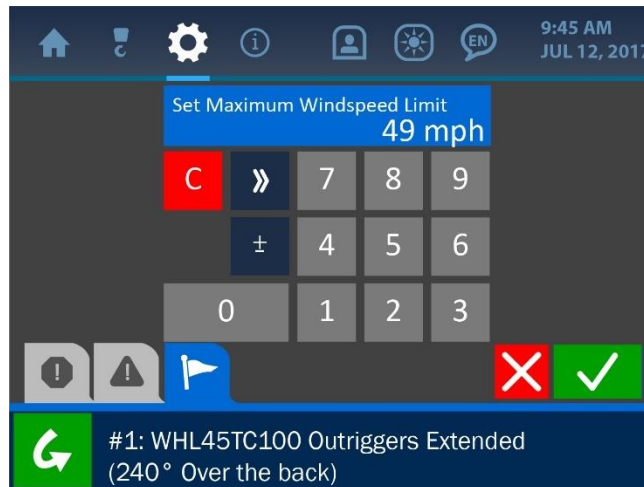 EN
9:45 AM
JUL 12, 2017
Set Maximum Windspeed Limit
49 mph
C » 7 8 9
± 4 5 6
0 1 2 3
#1: WHL45TC100 Outriggers Extended
(240° Over the back)